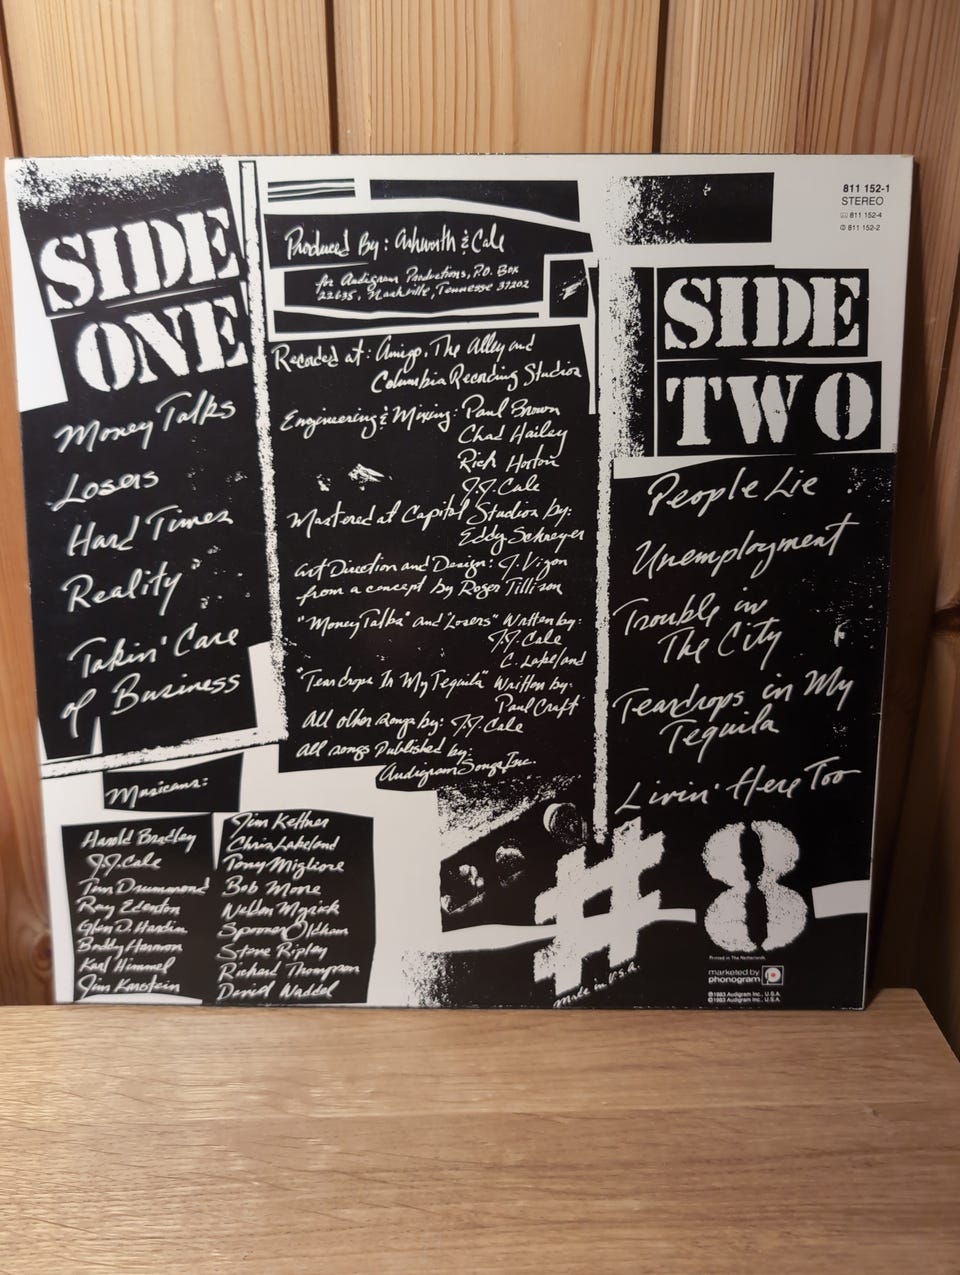 SIDE
ONE
Money Talks
Losers
Hard Times
Reality
Takin' Care
of Business
Produced By: Ashworth & Cale
for Audigram Productions, P.O. Box
22635, Nashville, Tennessee 37202
Recorded at: Amigo, The Alley and
Columbia Recording Studios
Engineering & Mixing: Paul Brown
Chad Hailey
Rick Horton
J.J. Cale
Mastered at Capitol Studios by:
Eddy Schreyer
Art Direction and Design: J. Vizon
from a concept by Roger Tillison
"Money Talks" and "Losers" Written by:
J.J. Cale
C. Lakeland
"Teardrops In My Tequila" Written by:
Paul Craft
All other songs by: J.J. Cale
All songs Published by:
Audigram Songs Inc.
811 152-1
STEREO
811 152-4
811 152-2
SIDE
TWO
People Lie
Unemployment
Trouble in
The City
Teardrops in My
Tequila
Livin' Here Too
Musicians:
Harold Bradley
J.J. Cale
Tim Drummond
Ray Edenton
Glen D. Hardin
Buddy Harmon
Karl Himmel
Jim Karstein
Jim Keltner
Chris Lakeland
Tony Migliore
Bob Moore
Weldon Myrick
Spooner Oldham
Steve Ripley
Richard Thompson
David Waddel
#8
made in U.S.A.
Printed in The Netherlands
marketed by
phonogram
℗1983 Audigram Inc., U.S.A.
©1983 Audigram Inc., U.S.A.